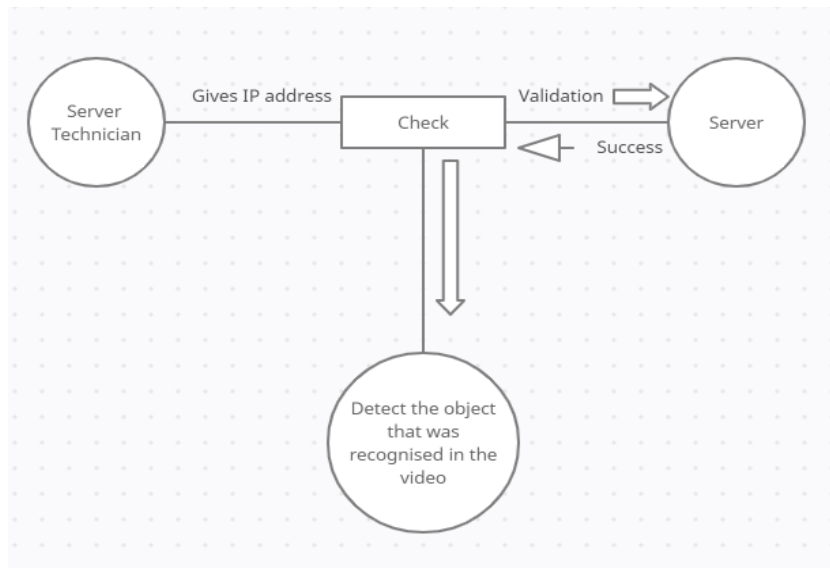 Server
Technician
Gives IP address
Check
Validation
Success
Server
Detect the object
that was
recognised in the
video